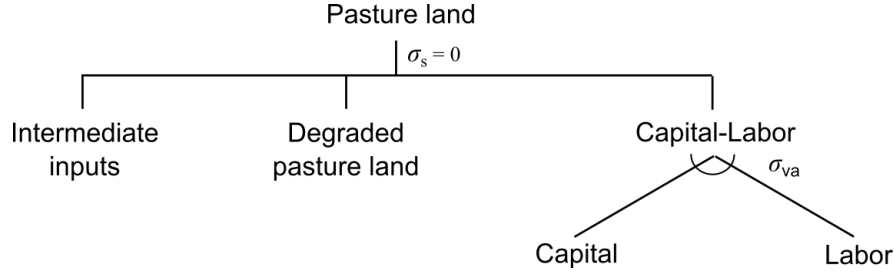 Pasture land
σs = 0
Intermediate
inputs
Degraded
pasture land
Capital-Labor
σva
Capital
Labor